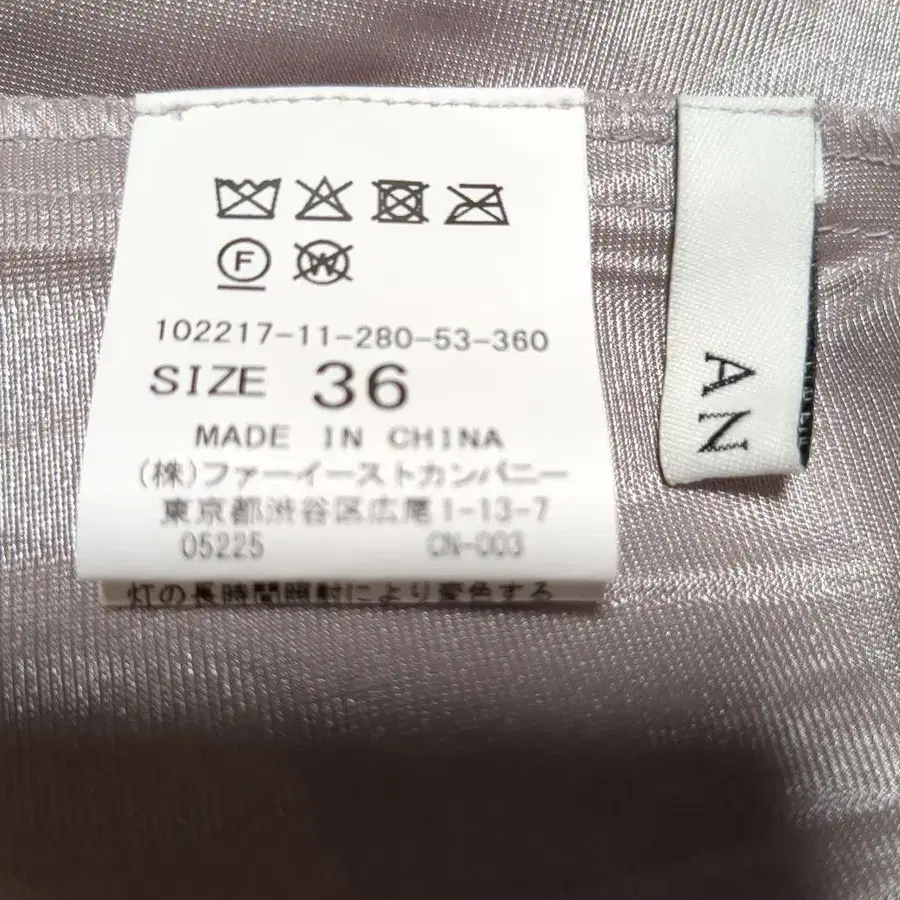 F
W
102217-11-280-53-360
SIZE 36
MADE IN CHINA
(株)ファーイーストカンパニー
東京都渋谷区広尾1-13-7
05225 CN-003
灯の長時間照射により変色する
AN